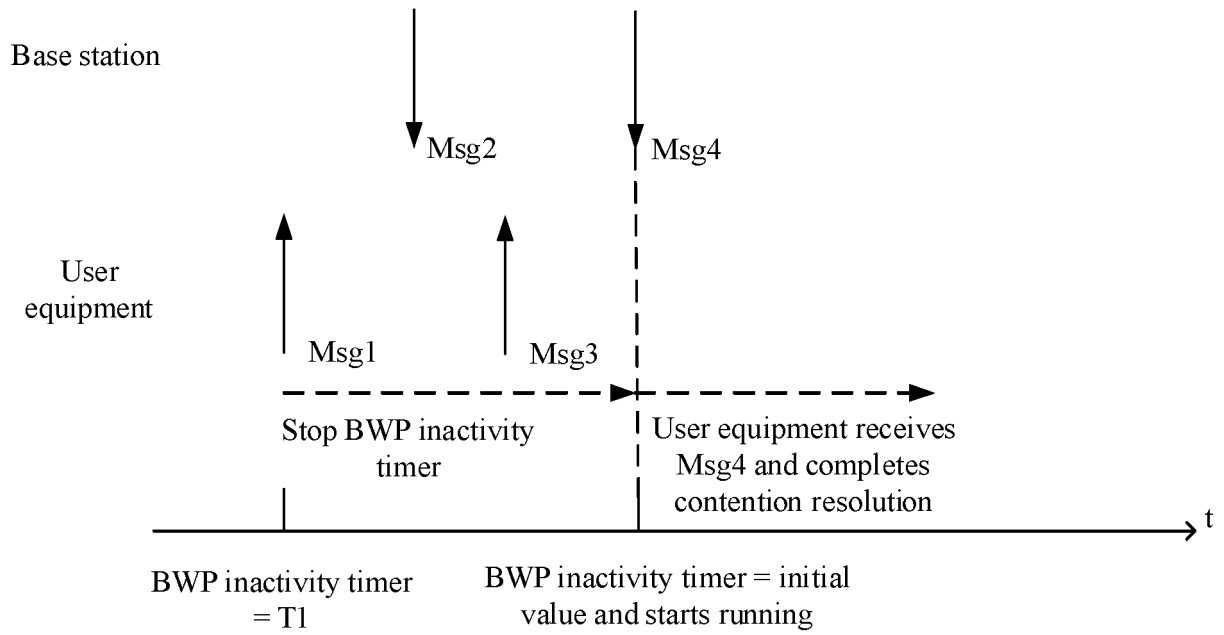 Base station
Msg2
Msg4
User
equipment
Msg1
Msg3
Stop BWP inactivity
timer
User equipment receives
Msg4 and completes
contention resolution
t
BWP inactivity timer
= T1
BWP inactivity timer = initial
value and starts running